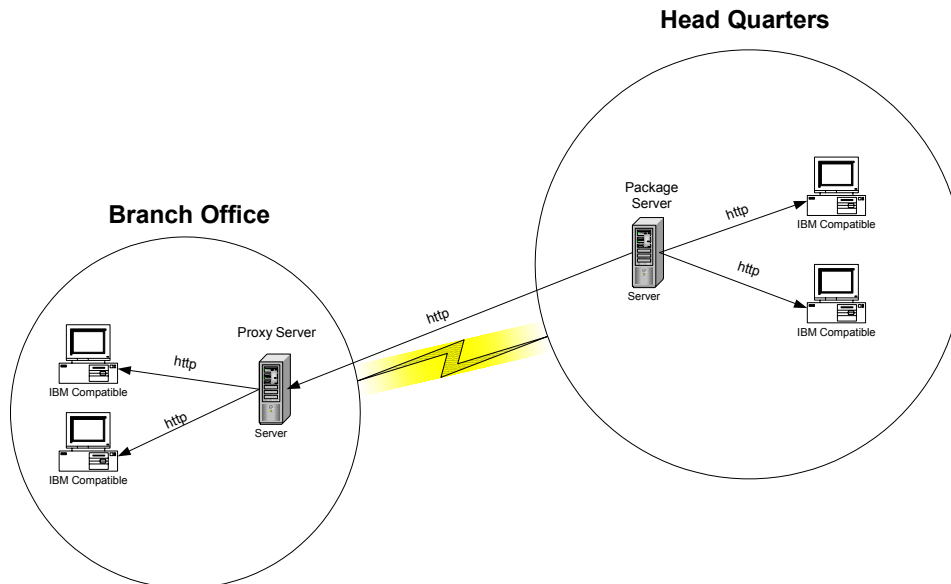 Head Quarters
Package
Server
http
IBM Compatible
http
Server
IBM Compatible
http
Branch Office
Proxy Server
http
IBM Compatible
http
Server
IBM Compatible